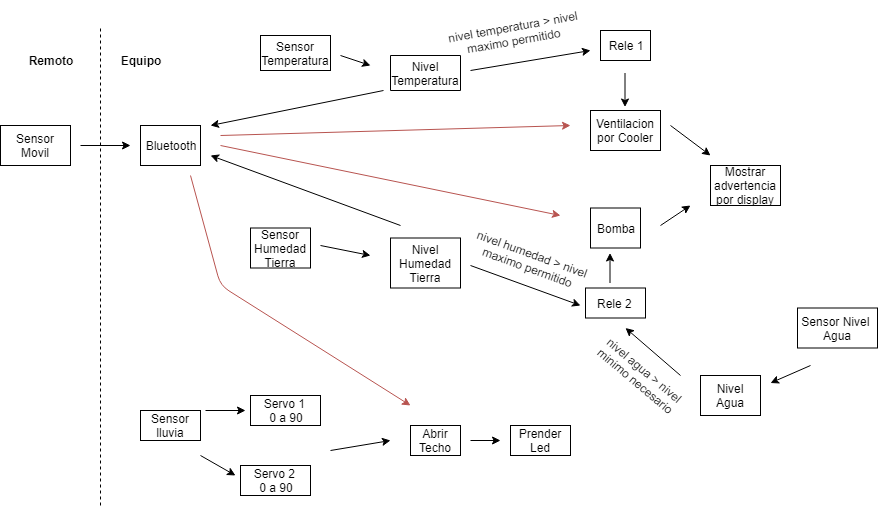 Remoto
Equipo
Sensor
Temperatura
Nivel
Temperatura
nivel temperatura > nivel
maximo permitido
Rele 1
Sensor
Movil
Bluetooth
Ventilacion
por Cooler
Mostrar
advertencia
por display
Sensor
Humedad
Tierra
Nivel
Humedad
Tierra
nivel humedad > nivel
maximo permitido
Bomba
Rele 2
Sensor Nivel
Agua
nivel agua > nivel
minimo necesario
Nivel
Agua
Sensor
lluvia
Servo 1
0 a 90
Servo 2
0 a 90
Abrir
Techo
Prender
Led